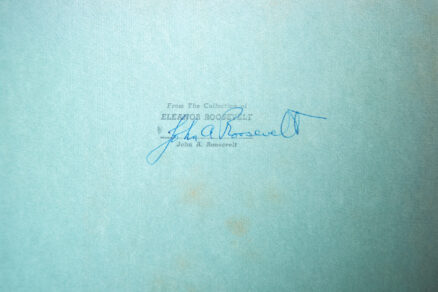 From The Collection of
ELEANOR ROOSEVELT
John A Roosevelt
John A. Roosevelt